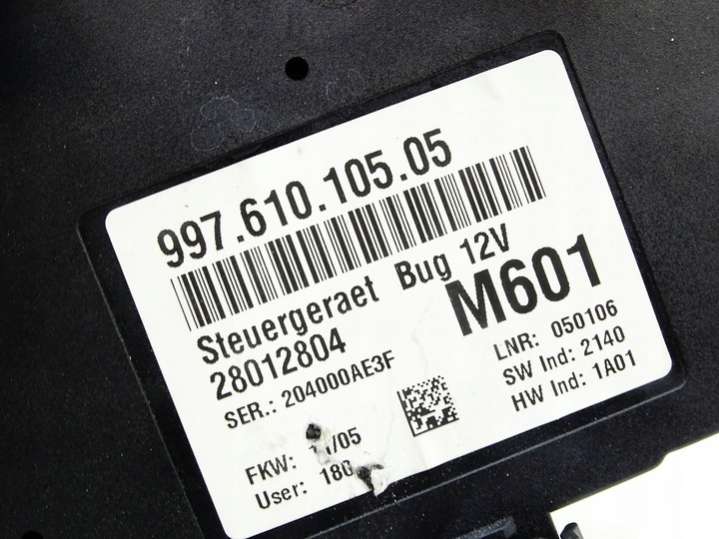 997.610.105.05
Steuergeraet Bug 12V
28012804 M601
SER.: 204000AE3F
LNR: 050106
SW Ind: 2140
HW Ind: 1A01
FKW:
User: